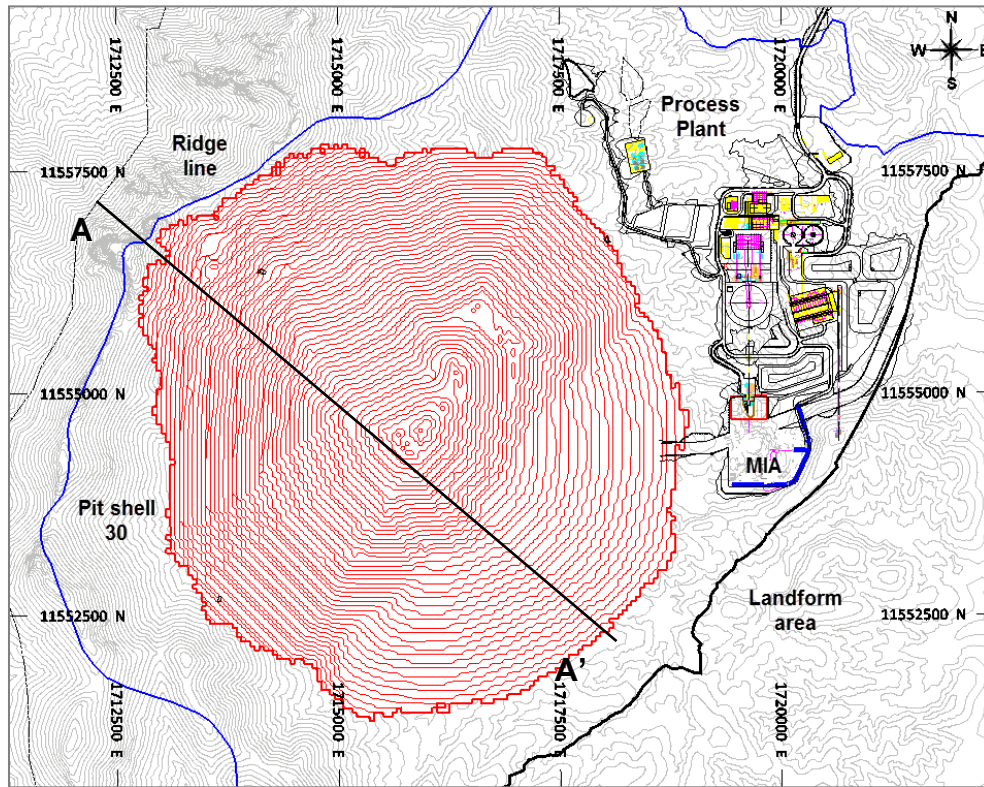 1712500 E
1715000 E
1717500 E
1720000 E
N
W
E
S
Process
Plant
Ridge
line
11557500 N
11557500 N
A
11555000 N
11555000 N
MIA
Pit shell
30
Landform
area
11552500 N
11552500 N
A’
1712500 E
1715000 E
1717500 E
1720000 E